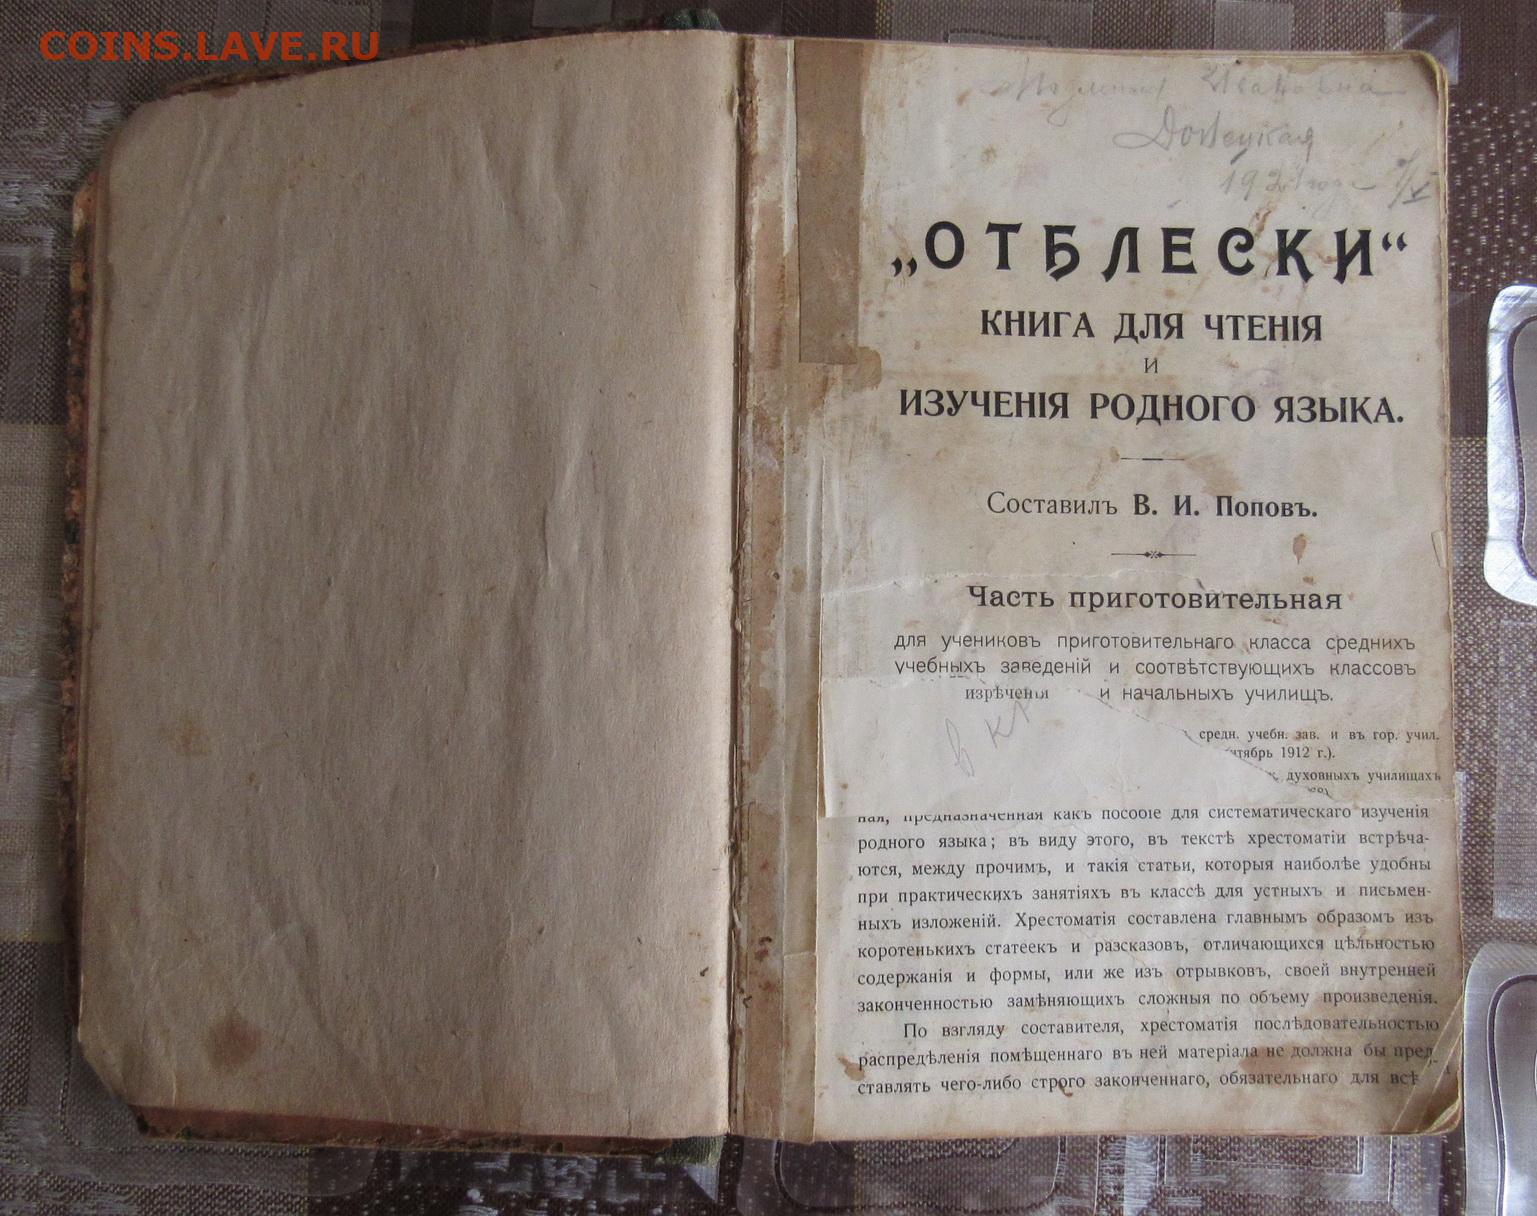 COINS.LAVE.RU
Донецкая
„ОТБЛЕСКИ“
КНИГА ДЛЯ ЧТЕНІЯ
И
ИЗУЧЕНІЯ РОДНОГО ЯЗЫКА.
Составилъ В. И. Поповъ.
Часть приготовительная
для учениковъ приготовительнаго класса среднихъ
учебныхъ заведеній и соотвѣтствующихъ классовъ
изрѣченія и начальныхъ училищъ.
средн. учебн. зав. и въ гор. учил.
1912 г.).
духовныхъ училищахъ
предназначенная какъ пособіе для систематическаго изученія
родного языка; въ виду этого, въ текстѣ хрестоматіи встрѣча-
ются, между прочимъ, и такія статьи, которыя наиболѣе удобны
при практическихъ занятіяхъ въ классѣ для устныхъ и письмен-
ныхъ изложеній. Хрестоматія составлена главнымъ образомъ изъ
коротенькихъ статеекъ и разсказовъ, отличающихся цѣльностью
содержанія и формы, или же изъ отрывковъ, своей внутренней
законченностью замѣняющихъ сложныя по объему произведенія.
По взгляду составителя, хрестоматія послѣдовательностью
распредѣленія помѣщеннаго въ ней матеріала не должна бы пред-
ставлять чего-либо строго законченнаго, обязательнаго для всѣ